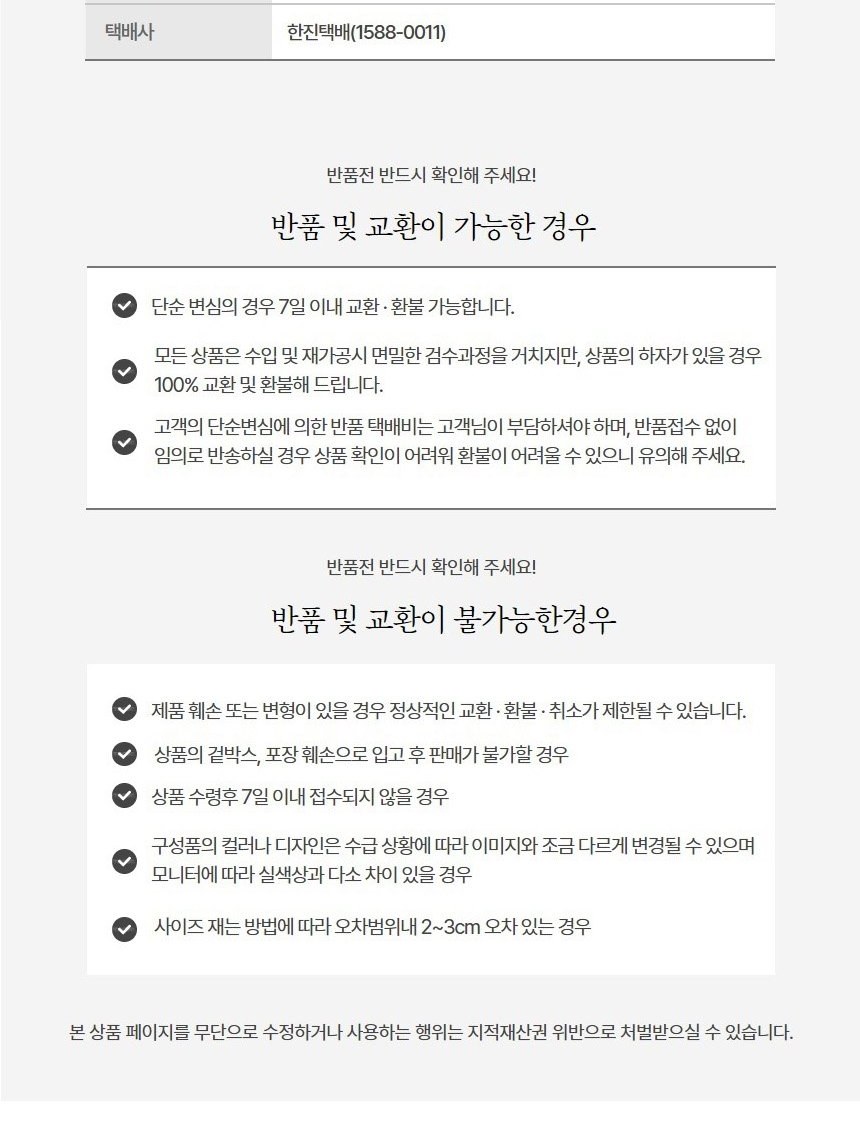 택배사 한진택배(1588-0011)
반품전 반드시 확인해 주세요!
반품 및 교환이 가능한 경우
단순 변심의 경우 7일 이내 교환 · 환불 가능합니다.
모든 상품은 수입 및 재가공시 면밀한 검수과정을 거치지만, 상품의 하자가 있을 경우
100% 교환 및 환불해 드립니다.
고객의 단순변심에 의한 반품 택배비는 고객님이 부담하셔야 하며, 반품접수 없이
임의로 반송하실 경우 상품 확인이 어려워 환불이 어려울 수 있으니 유의해 주세요.
반품전 반드시 확인해 주세요!
반품 및 교환이 불가능한경우
제품 훼손 또는 변형이 있을 경우 정상적인 교환 · 환불 · 취소가 제한될 수 있습니다.
상품의 겉박스, 포장 훼손으로 입고 후 판매가 불가할 경우
상품 수령후 7일 이내 접수되지 않을 경우
구성품의 컬러나 디자인은 수급 상황에 따라 이미지와 조금 다르게 변경될 수 있으며
모니터에 따라 실색상과 다소 차이 있을 경우
사이즈 재는 방법에 따라 오차범위내 2~3cm 오차 있는 경우
본 상품 페이지를 무단으로 수정하거나 사용하는 행위는 지적재산권 위반으로 처벌받으실 수 있습니다.